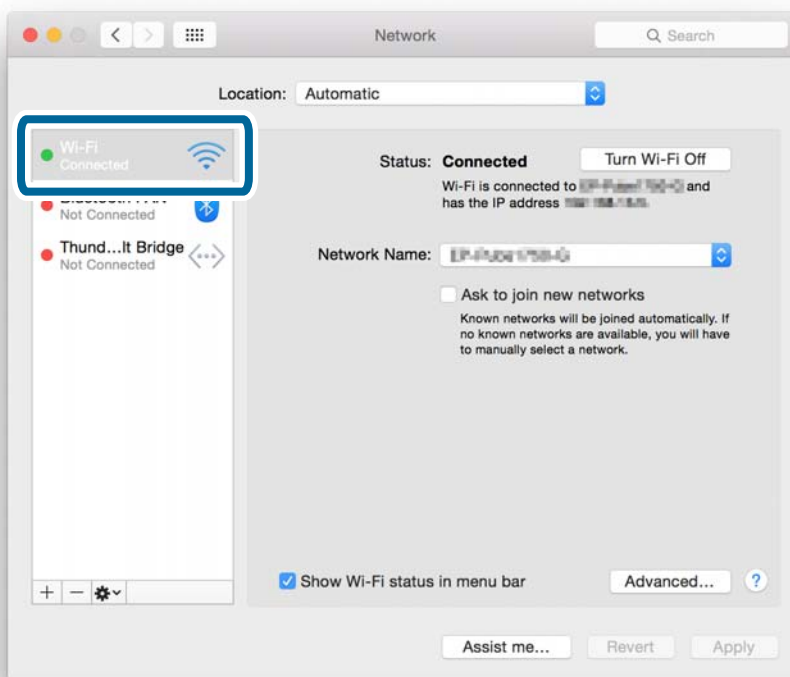 Network
Search
Location: Automatic
Wi-Fi
Connected
Not Connected
Thund...lt Bridge
Not Connected
Status: Connected
Turn Wi-Fi Off
Wi-Fi is connected to and
has the IP address
Network Name:
Ask to join new networks
Known networks will be joined automatically. If
no known networks are available, you will have
to manually select a network.
Show Wi-Fi status in menu bar
Advanced...
?
Assist me...
Revert
Apply